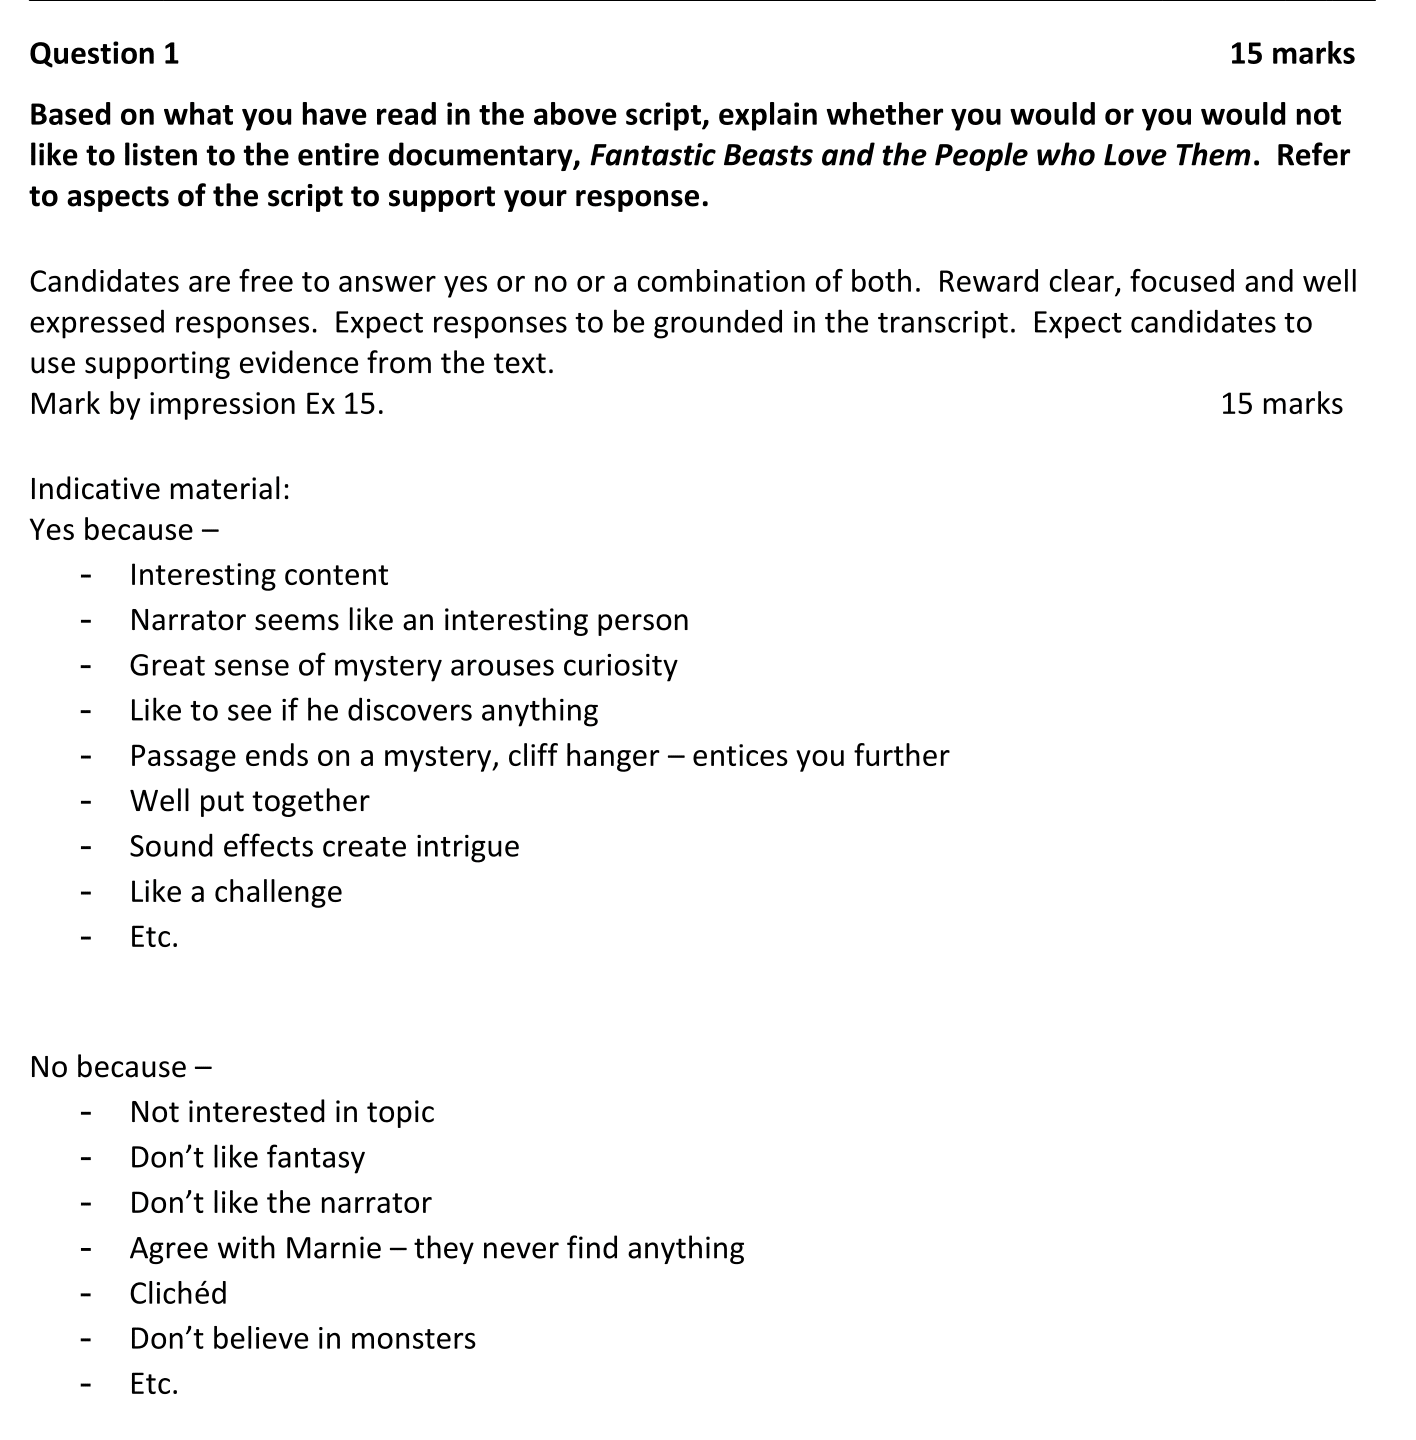 Question 1 15 marks
Based on what you have read in the above script, explain whether you would or you would not
like to listen to the entire documentary, Fantastic Beasts and the People who Love Them.  Refer
to aspects of the script to support your response.
Candidates are free to answer yes or no or a combination of both.  Reward clear, focused and well
expressed responses.  Expect responses to be grounded in the transcript.  Expect candidates to
use supporting evidence from the text.
Mark by impression Ex 15. 15 marks
Indicative material:
Yes because –
- Interesting content
- Narrator seems like an interesting person
- Great sense of mystery arouses curiosity
- Like to see if he discovers anything
- Passage ends on a mystery, cliff hanger – entices you further
- Well put together
- Sound effects create intrigue
- Like a challenge
- Etc.
No because –
- Not interested in topic
- Don’t like fantasy
- Don’t like the narrator
- Agree with Marnie – they never find anything
- Clichéd
- Don’t believe in monsters
- Etc.